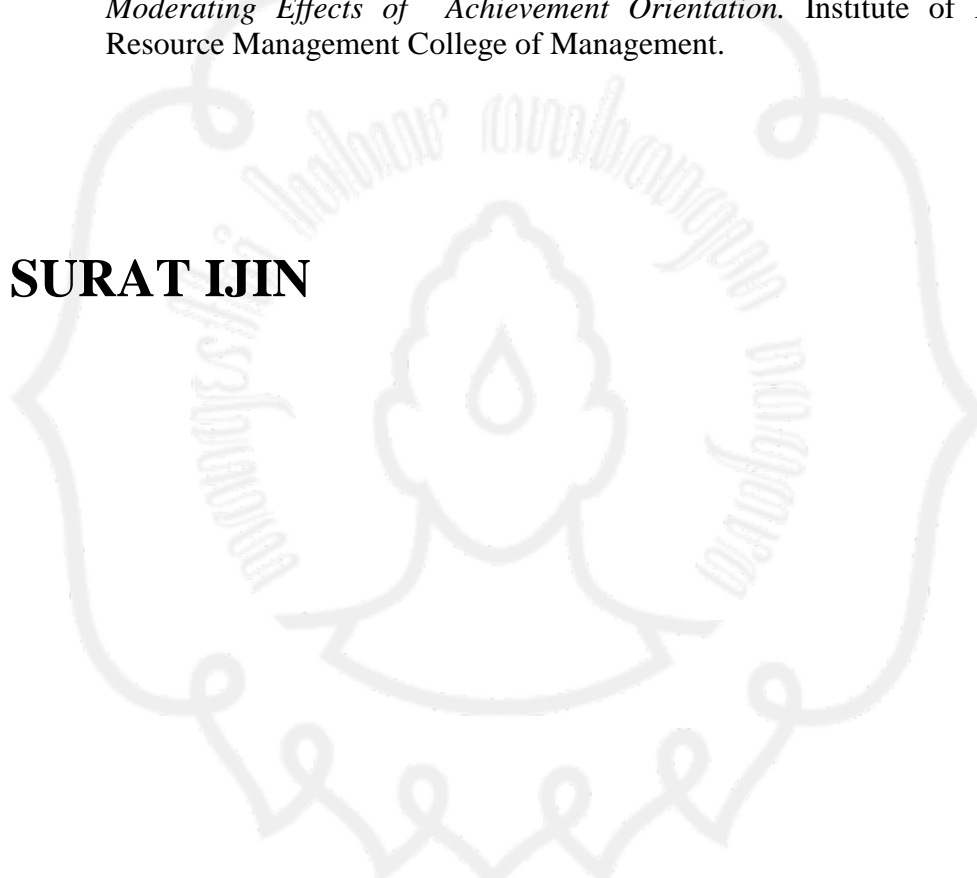 Moderating Effects of Achievement Orientation. Institute of
Resource Management College of Management.
SURAT IJIN